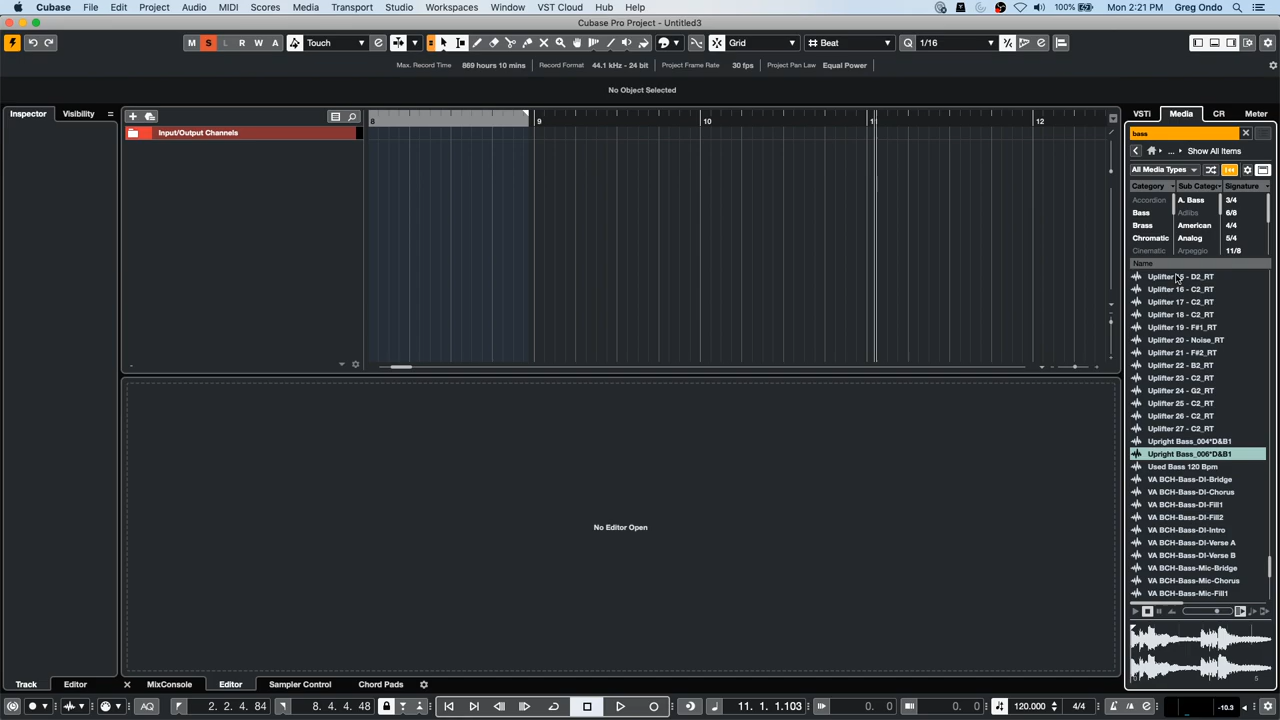 Cubase File Edit Project Audio MIDI Scores Media Transport Studio Workspaces Window VST Cloud Hub Help 100% Mon 2:21 PM Greg Ondo
Cubase Pro Project - Untitled3
M S L R W A Touch Grid Beat Q 1/16
Max. Record Time 869 hours 10 mins Record Format 44.1 kHz - 24 bit Project Frame Rate 30 fps Project Pan Law Equal Power
No Object Selected
Inspector Visibility
8 9 10 11 12
VSTi Media CR Meter
Input/Output Channels
bass
... Show All Items
All Media Types
Category Sub Catego Signature
Accordion A. Bass 3/4
Bass Adlibs 6/8
Brass American 4/4
Chromatic Analog 5/4
Cinematic Arpeggio 11/8
Name
Uplifter 15 - D2_RT
Uplifter 16 - C2_RT
Uplifter 17 - C2_RT
Uplifter 18 - C2_RT
Uplifter 19 - F#1_RT
Uplifter 20 - Noise_RT
Uplifter 21 - F#2_RT
Uplifter 22 - B2_RT
Uplifter 23 - C2_RT
Uplifter 24 - G2_RT
Uplifter 25 - C2_RT
Uplifter 26 - C2_RT
Uplifter 27 - C2_RT
Upright Bass_004*D&B1
Upright Bass_006*D&B1
Used Bass 120 Bpm
VA BCH-Bass-DI-Bridge
VA BCH-Bass-DI-Chorus
VA BCH-Bass-DI-Fill1
VA BCH-Bass-DI-Fill2
VA BCH-Bass-DI-Intro
VA BCH-Bass-DI-Verse A
VA BCH-Bass-DI-Verse B
VA BCH-Bass-Mic-Bridge
VA BCH-Bass-Mic-Chorus
VA BCH-Bass-Mic-Fill1
No Editor Open
5
Track Editor MixConsole Editor Sampler Control Chord Pads
AQ 2. 2. 4. 84 8. 4. 4. 48 11. 1. 1.103 0. 0 0. 0 120.000 4/4 -10.3